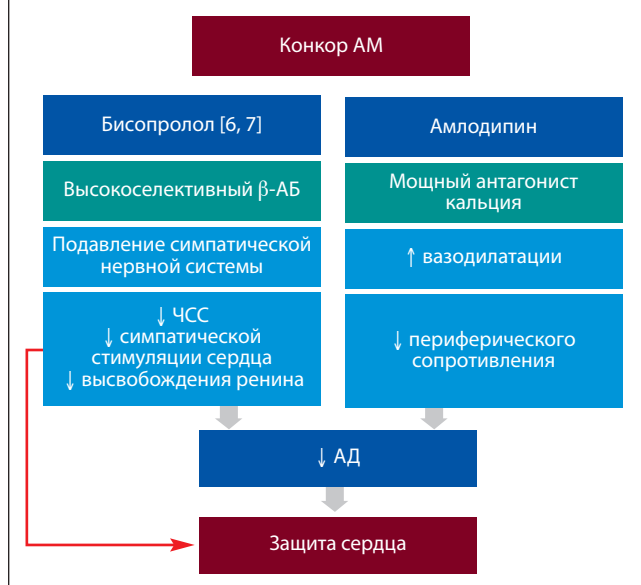 Конкор АМ
Бисопролол [6, 7]
Высокоселективный β-АБ
Подавление симпатической
нервной системы
↓ ЧСС
↓ симпатической
стимуляции сердца
↓ высвобождения ренина
Амлодипин
Мощный антагонист
кальция
↑ вазодилатации
↓ периферического
сопротивления
↓ АД
Защита сердца